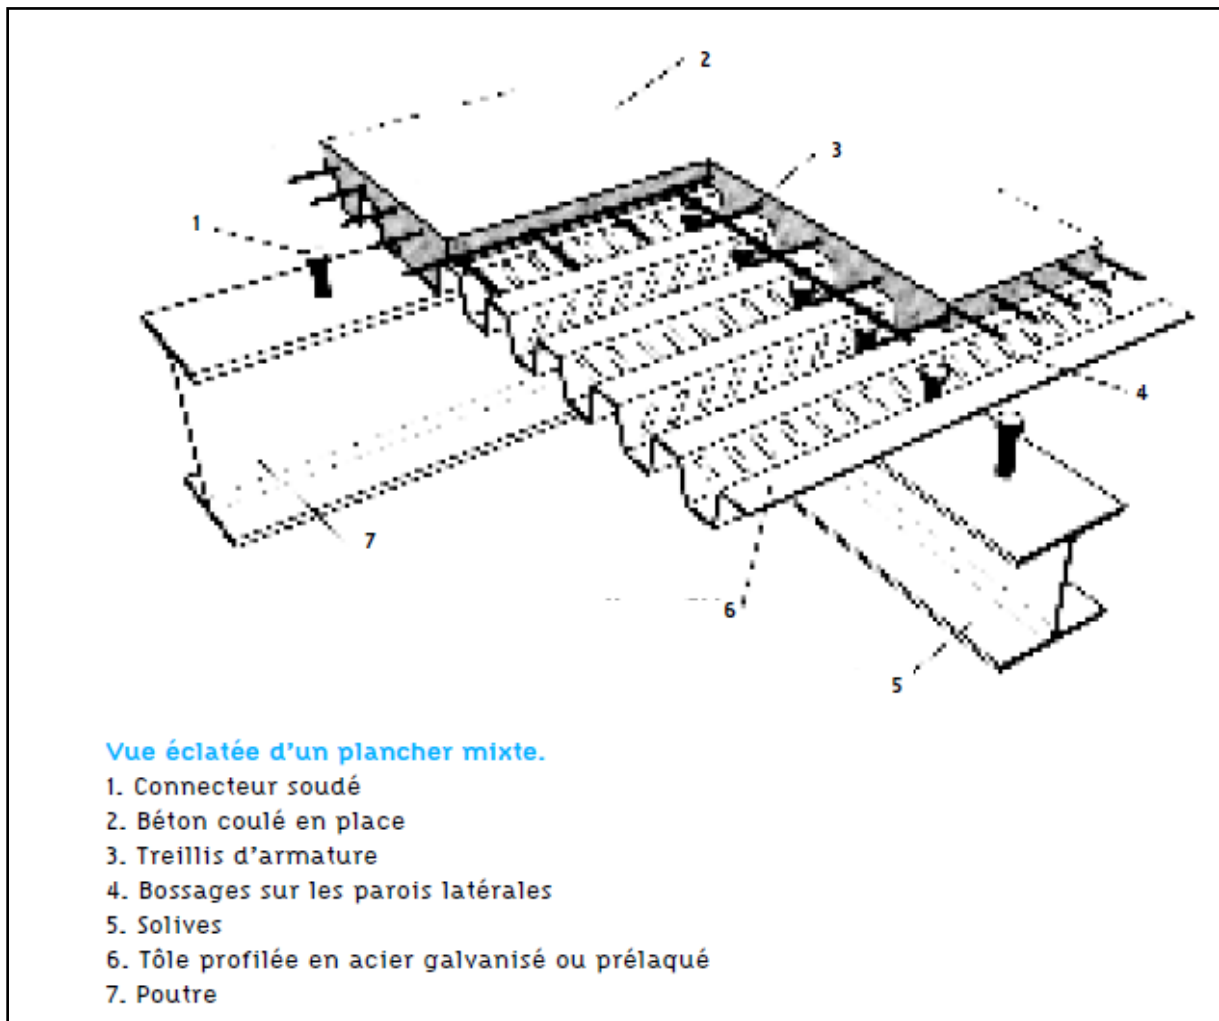 2
3
1
4
7
6
5
Vue éclatée d'un plancher mixte.
1. Connecteur soudé
2. Béton coulé en place
3. Treillis d'armature
4. Bossages sur les parois latérales
5. Solives
6. Tôle profilée en acier galvanisé ou prélaqué
7. Poutre